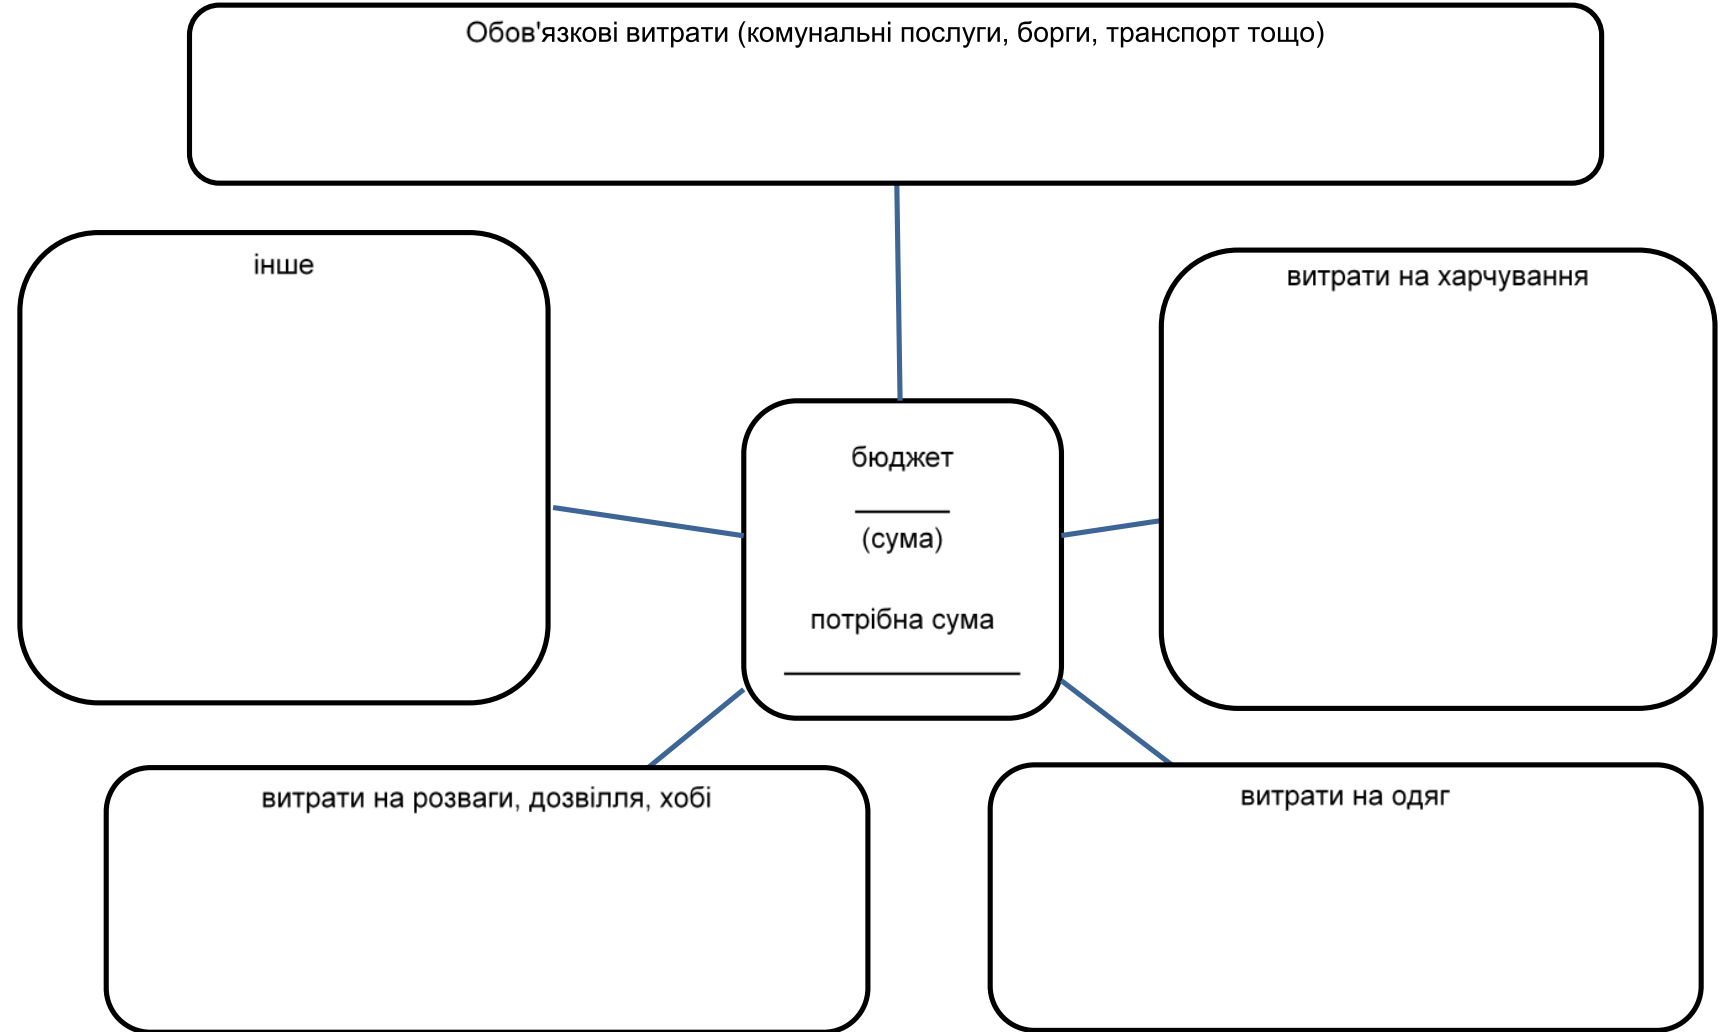 Обов'язкові витрати (комунальні послуги, борги, транспорт тощо)
інше
витрати на харчування
бюджет
(сума)
потрібна сума
витрати на розваги, дозвілля, хобі
витрати на одяг